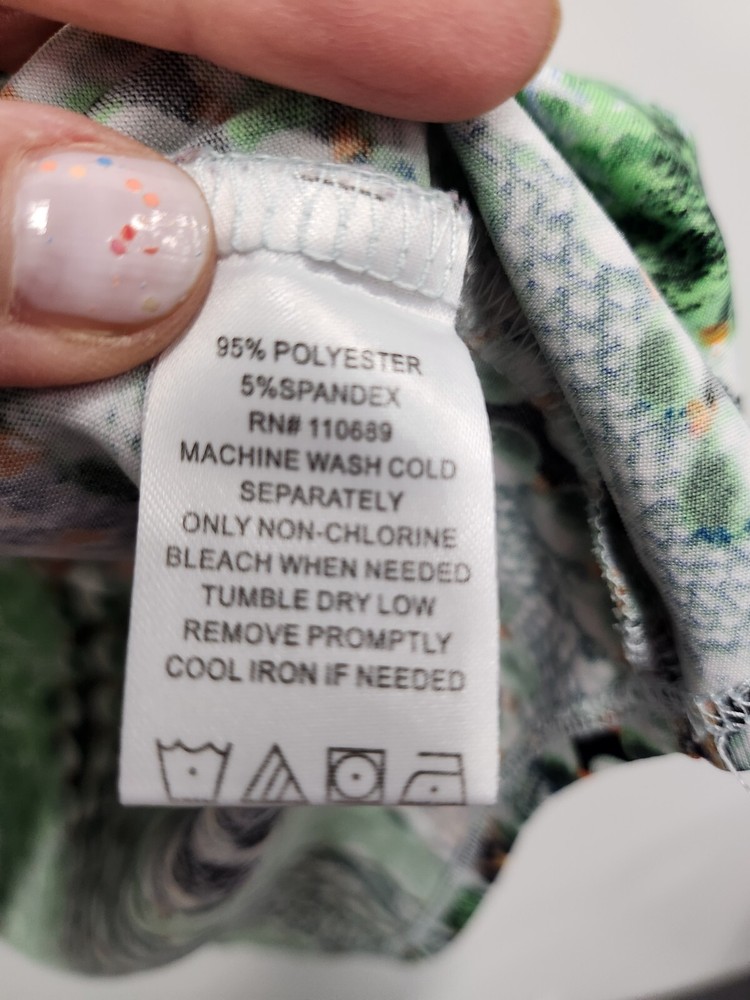 95% POLYESTER
5%SPANDEX
RN# 110689
MACHINE WASH COLD
SEPARATELY
ONLY NON-CHLORINE
BLEACH WHEN NEEDED
TUMBLE DRY LOW
REMOVE PROMPTLY
COOL IRON IF NEEDED